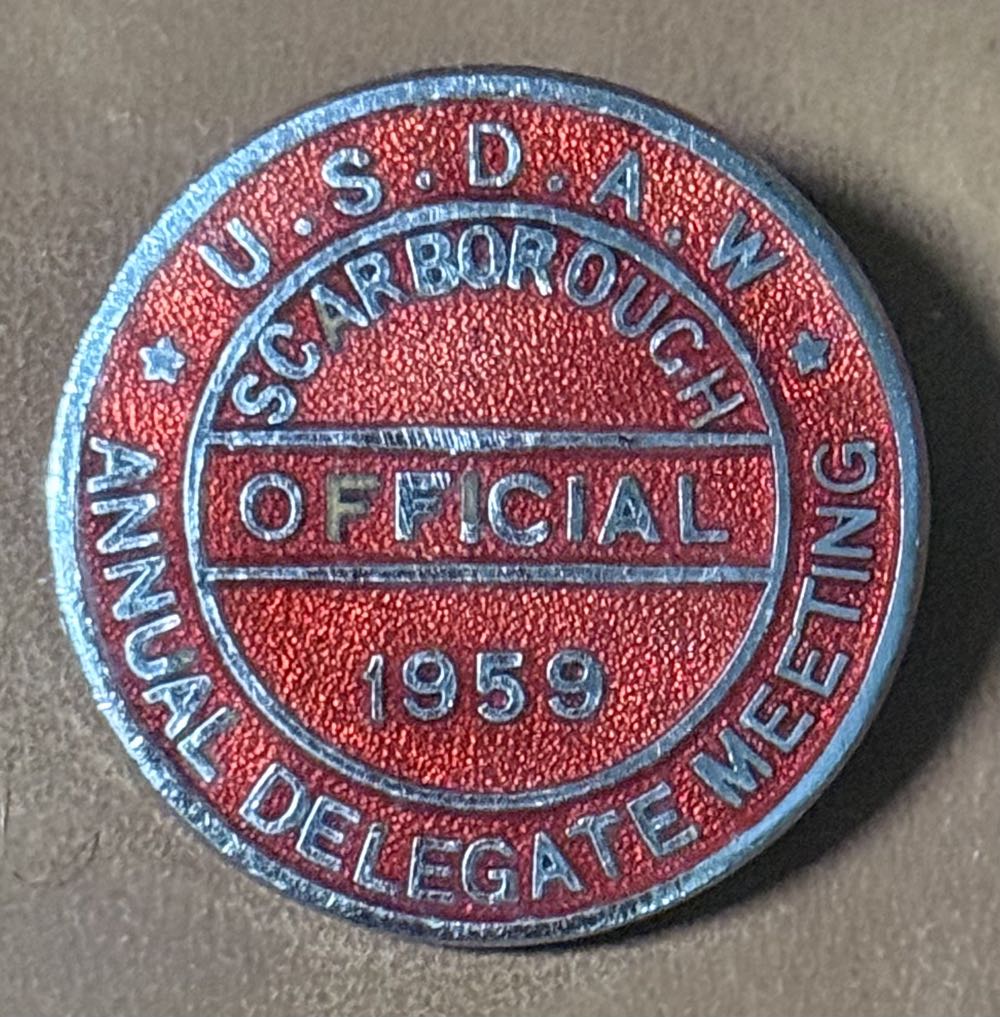 U.S.D.A.W
SCARBOROUGH
OFFICIAL
1959
ANNUAL DELEGATE MEETING